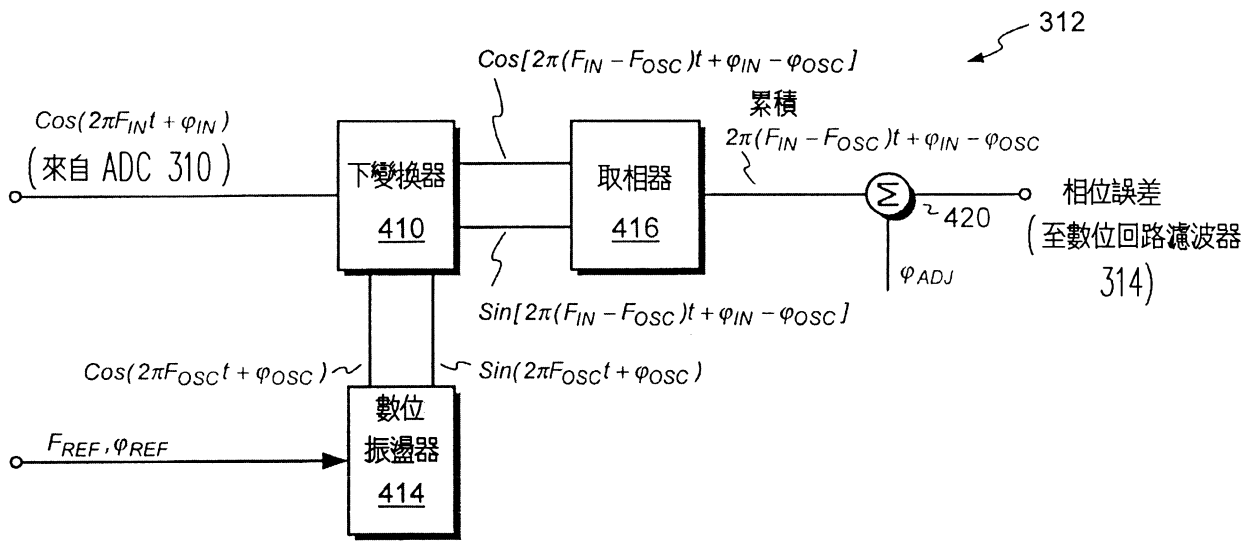 312
Cos[2π(F_IN − F_OSC)t + φ_IN − φ_OSC]
累積
2π(F_IN − F_OSC)t + φ_IN − φ_OSC
Cos(2πF_INt + φ_IN)
(來自 ADC 310)
下變換器
410
取相器
416
Σ
420
相位誤差
(至數位回路濾波器
314)
φ_ADJ
Sin[2π(F_IN − F_OSC)t + φ_IN − φ_OSC]
Cos(2πF_OSCt + φ_OSC)
Sin(2πF_OSCt + φ_OSC)
數位
振盪器
414
F_REF, φ_REF